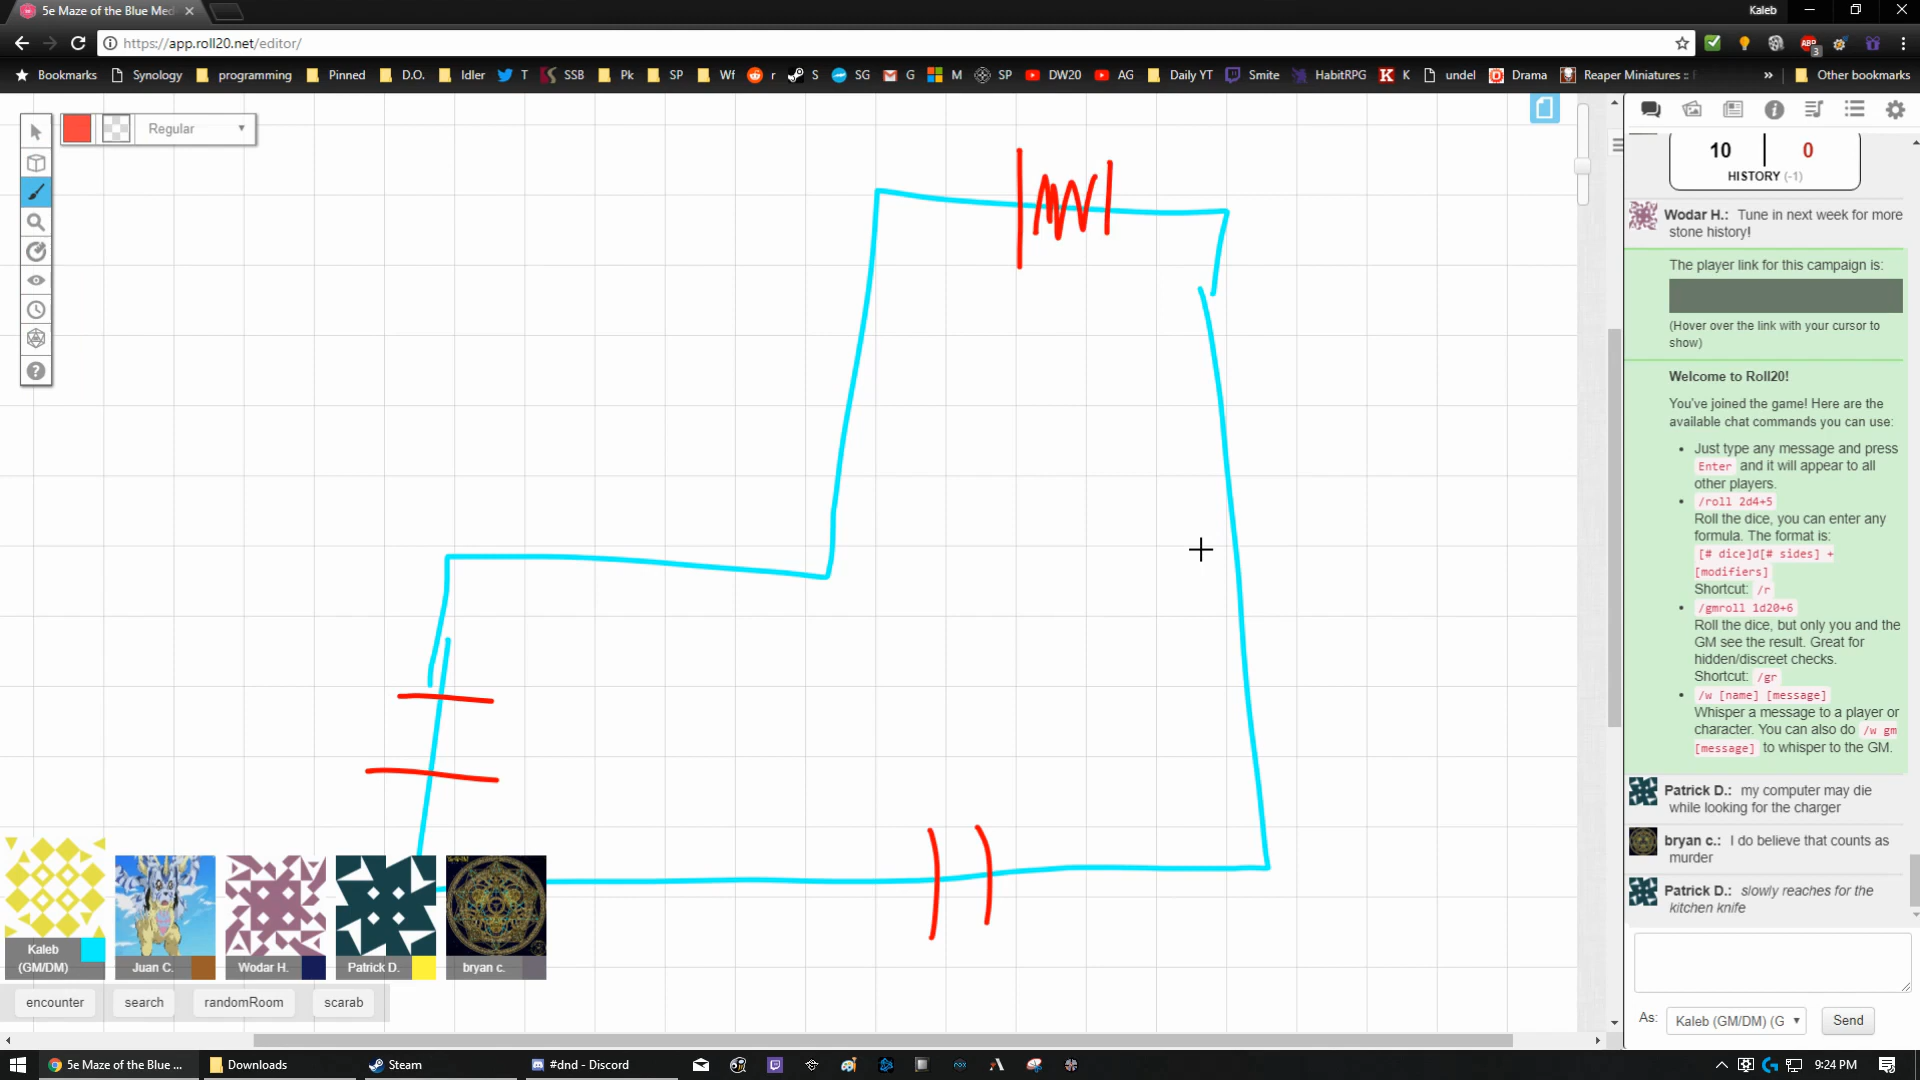 5e Maze of the Blue Med
Kaleb
https://app.roll20.net/editor/
Bookmarks Synology programming Pinned D.O. Idler T SSB Pk SP Wf r S SG G M SP DW20 AG Daily YT Smite HabitRPG K undel Drama Reaper Miniatures :: » Other bookmarks
ABP
3
Regular
10 0
HISTORY (-1)
Wodar H.: Tune in next week for more
stone history!
The player link for this campaign is:
(Hover over the link with your cursor to
show)
Welcome to Roll20!
You've joined the game! Here are the
available chat commands you can use:
• Just type any message and press
Enter and it will appear to all
other players.
• /roll 2d4+5
Roll the dice, you can enter any
formula. The format is:
[# dice]d[# sides] +
[modifiers]
Shortcut: /r
• /gmroll 1d20+6
Roll the dice, but only you and the
GM see the result. Great for
hidden/discreet checks.
Shortcut: /gr
• /w [name] [message]
Whisper a message to a player or
character. You can also do /w gm
[message] to whisper to the GM.
Patrick D.: my computer may die
while looking for the charger
bryan c.: I do believe that counts as
murder
Patrick D.: slowly reaches for the
kitchen knife
Kaleb
(GM/DM)
Juan C.
Wodar H.
Patrick D.
bryan c.
encounter search randomRoom scarab
As: Kaleb (GM/DM) (G Send
5e Maze of the Blue ... Downloads Steam #dnd - Discord 9:24 PM